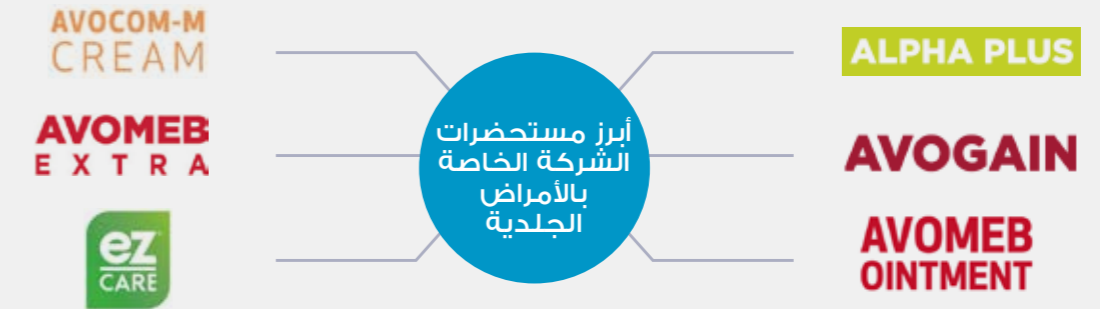 AVOCOM-M
CREAM
AVOMEB
EXTRA
ez
CARE
أبرز مستحضرات
الشركة الخاصة
بالأمراض
الجلدية
ALPHA PLUS
AVOGAIN
AVOMEB
OINTMENT